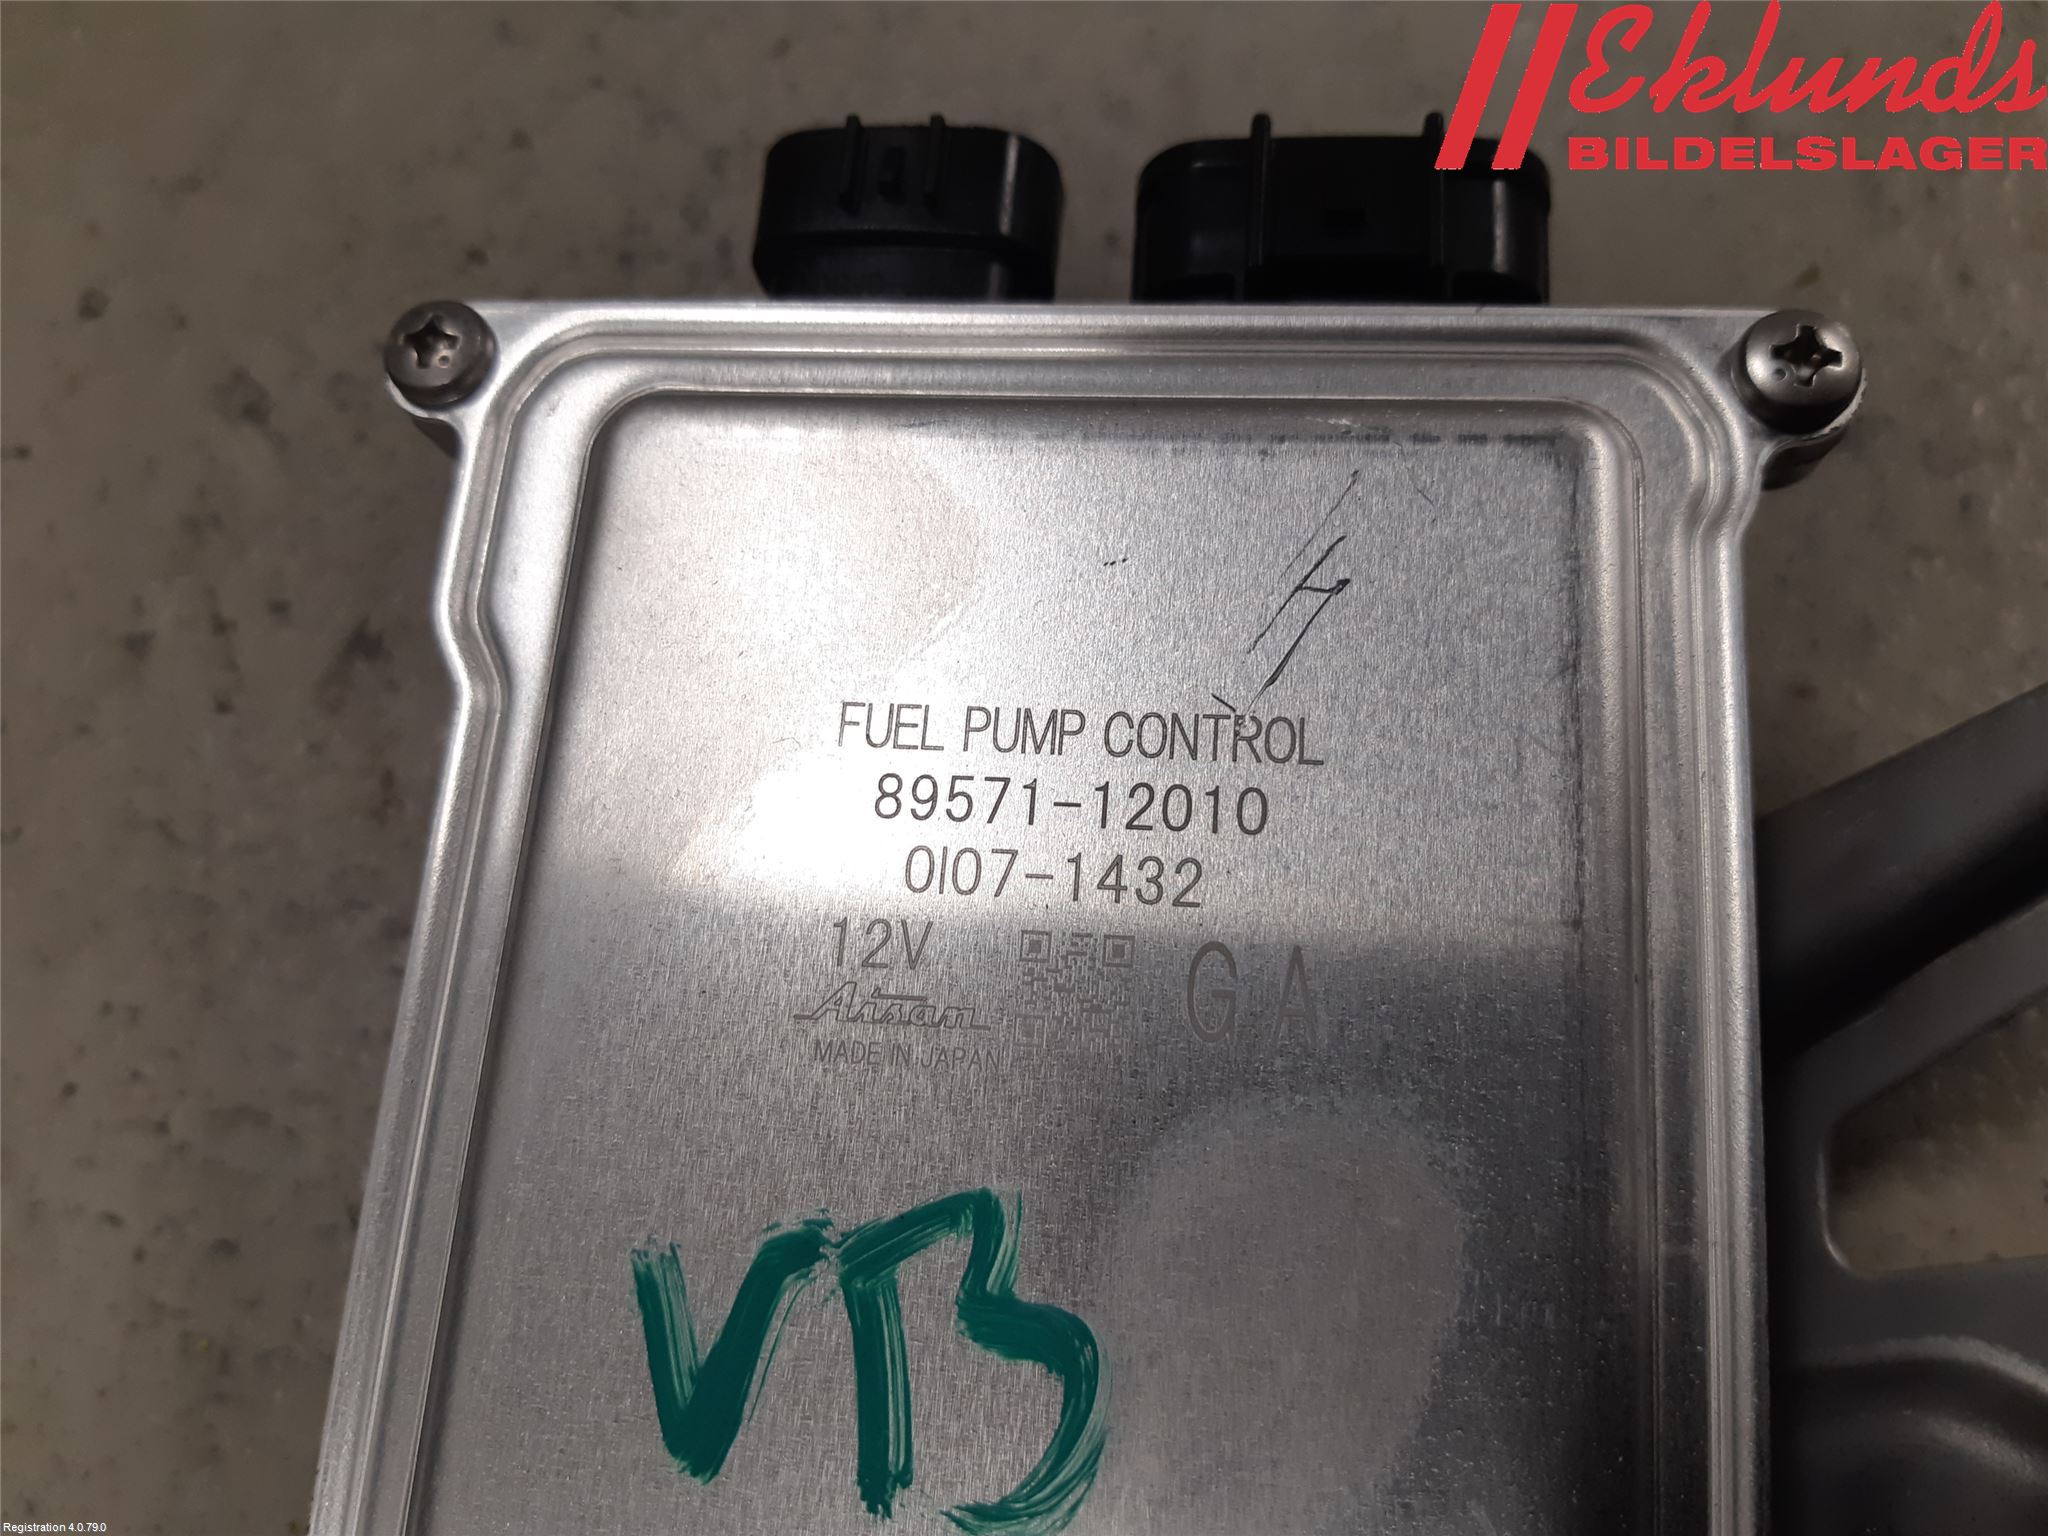 Eklunds
BILDELSLAGER
FUEL PUMP CONTROL
89571-12010
0I07-1432
12V
GA
Aisan
MADE IN JAPAN
Registration 4.0.79.0